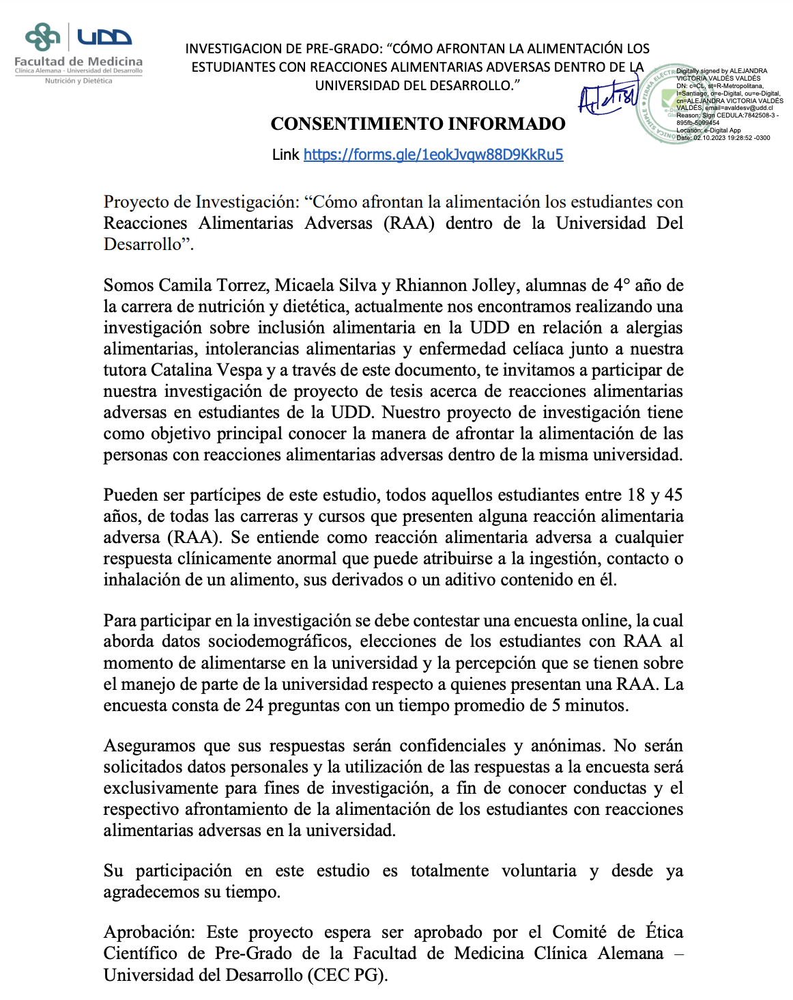 UDD
Facultad de Medicina
Clínica Alemana - Universidad del Desarrollo
Nutrición y Dietética
INVESTIGACION DE PRE-GRADO: “CÓMO AFRONTAN LA ALIMENTACIÓN LOS
ESTUDIANTES CON REACCIONES ALIMENTARIAS ADVERSAS DENTRO DE LA
UNIVERSIDAD DEL DESARROLLO.”
FIRMA ELECTRONICA SIMPLE
Digitally signed by ALEJANDRA
VICTORIA VALDÉS VALDÉS
DN: c=CL, st=R-Metropolitana,
l=Santiago, o=e-Digital, ou=e-Digital,
cn=ALEJANDRA VICTORIA VALDÉS
VALDÉS, email=avaldesv@udd.cl
Reason: Sign CEDULA:7842508-3 -
895fb-5099454
Location: e-Digital App
Date: 02.10.2023 19:28:52 -0300
CONSENTIMIENTO INFORMADO
Link https://forms.gle/1eokJvqw88D9KkRu5
Proyecto de Investigación: “Cómo afrontan la alimentación los estudiantes con
Reacciones Alimentarias Adversas (RAA) dentro de la Universidad Del
Desarrollo”.
Somos Camila Torrez, Micaela Silva y Rhiannon Jolley, alumnas de 4° año de
la carrera de nutrición y dietética, actualmente nos encontramos realizando una
investigación sobre inclusión alimentaria en la UDD en relación a alergias
alimentarias, intolerancias alimentarias y enfermedad celíaca junto a nuestra
tutora Catalina Vespa y a través de este documento, te invitamos a participar de
nuestra investigación de proyecto de tesis acerca de reacciones alimentarias
adversas en estudiantes de la UDD. Nuestro proyecto de investigación tiene
como objetivo principal conocer la manera de afrontar la alimentación de las
personas con reacciones alimentarias adversas dentro de la misma universidad.
Pueden ser partícipes de este estudio, todos aquellos estudiantes entre 18 y 45
años, de todas las carreras y cursos que presenten alguna reacción alimentaria
adversa (RAA). Se entiende como reacción alimentaria adversa a cualquier
respuesta clínicamente anormal que puede atribuirse a la ingestión, contacto o
inhalación de un alimento, sus derivados o un aditivo contenido en él.
Para participar en la investigación se debe contestar una encuesta online, la cual
aborda datos sociodemográficos, elecciones de los estudiantes con RAA al
momento de alimentarse en la universidad y la percepción que se tienen sobre
el manejo de parte de la universidad respecto a quienes presentan una RAA. La
encuesta consta de 24 preguntas con un tiempo promedio de 5 minutos.
Aseguramos que sus respuestas serán confidenciales y anónimas. No serán
solicitados datos personales y la utilización de las respuestas a la encuesta será
exclusivamente para fines de investigación, a fin de conocer conductas y el
respectivo afrontamiento de la alimentación de los estudiantes con reacciones
alimentarias adversas en la universidad.
Su participación en este estudio es totalmente voluntaria y desde ya
agradecemos su tiempo.
Aprobación: Este proyecto espera ser aprobado por el Comité de Ética
Científico de Pre-Grado de la Facultad de Medicina Clínica Alemana –
Universidad del Desarrollo (CEC PG).